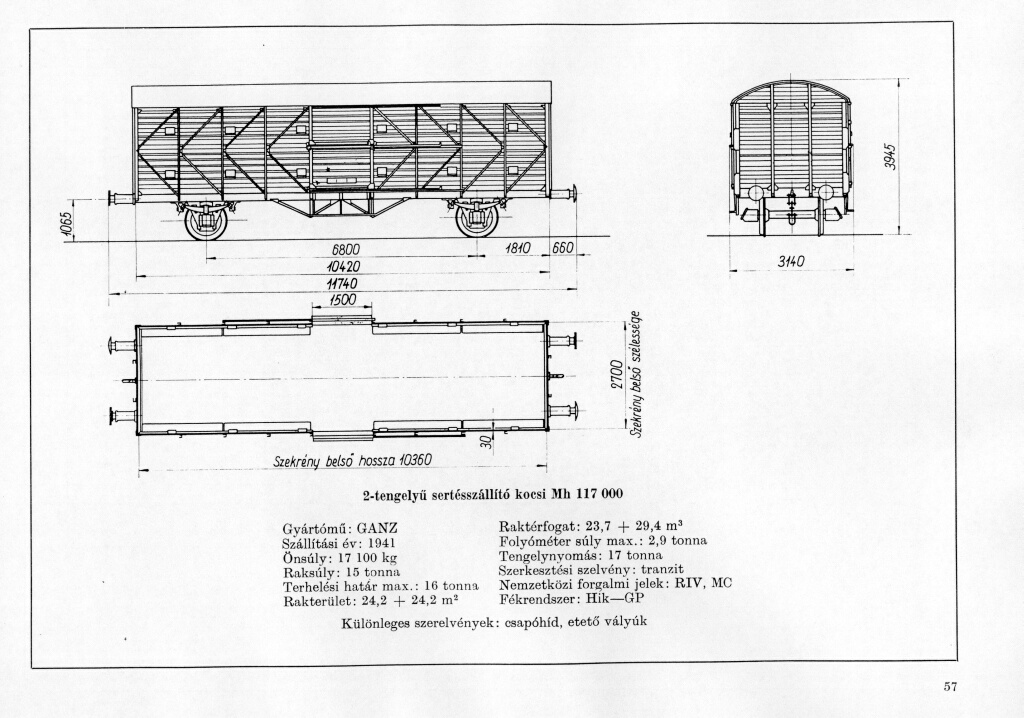 1065
6800
1810
660
10420
11740
3945
3140
1500
2700
Szekrény belső szélessége
30
Szekrény belső hossza 10360
2-tengelyű sertésszállító kocsi Mh 117 000
Gyártómű: GANZ
Szállítási év: 1941
Önsúly: 17 100 kg
Raksúly: 15 tonna
Terhelési határ max.: 16 tonna
Rakterület: 24,2 + 24,2 m²
Raktérfogat: 23,7 + 29,4 m³
Folyóméter súly max.: 2,9 tonna
Tengelynyomás: 17 tonna
Szerkesztési szelvény: tranzit
Nemzetközi forgalmi jelek: RIV, MC
Fékrendszer: Hik—GP
Különleges szerelvények: csapóhíd, etető vályúk
57